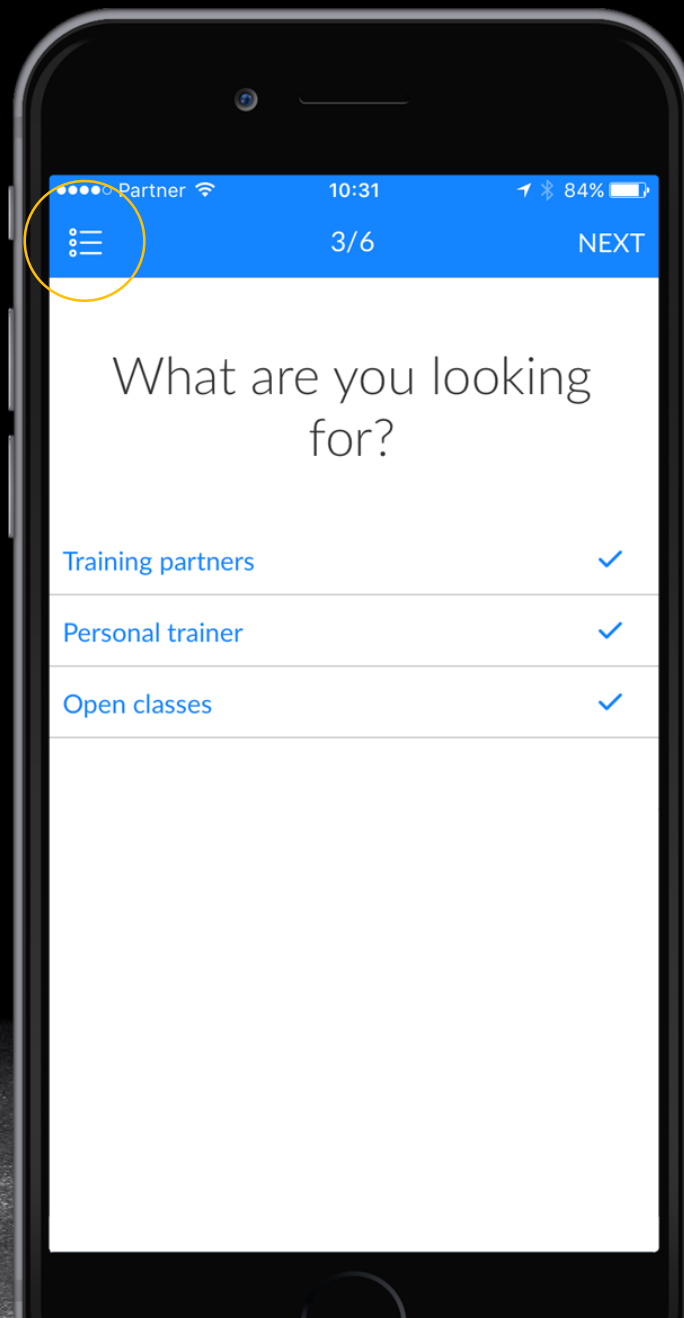 Partner 10:31 84%
3/6 NEXT
What are you looking
for?
Training partners
Personal trainer
Open classes